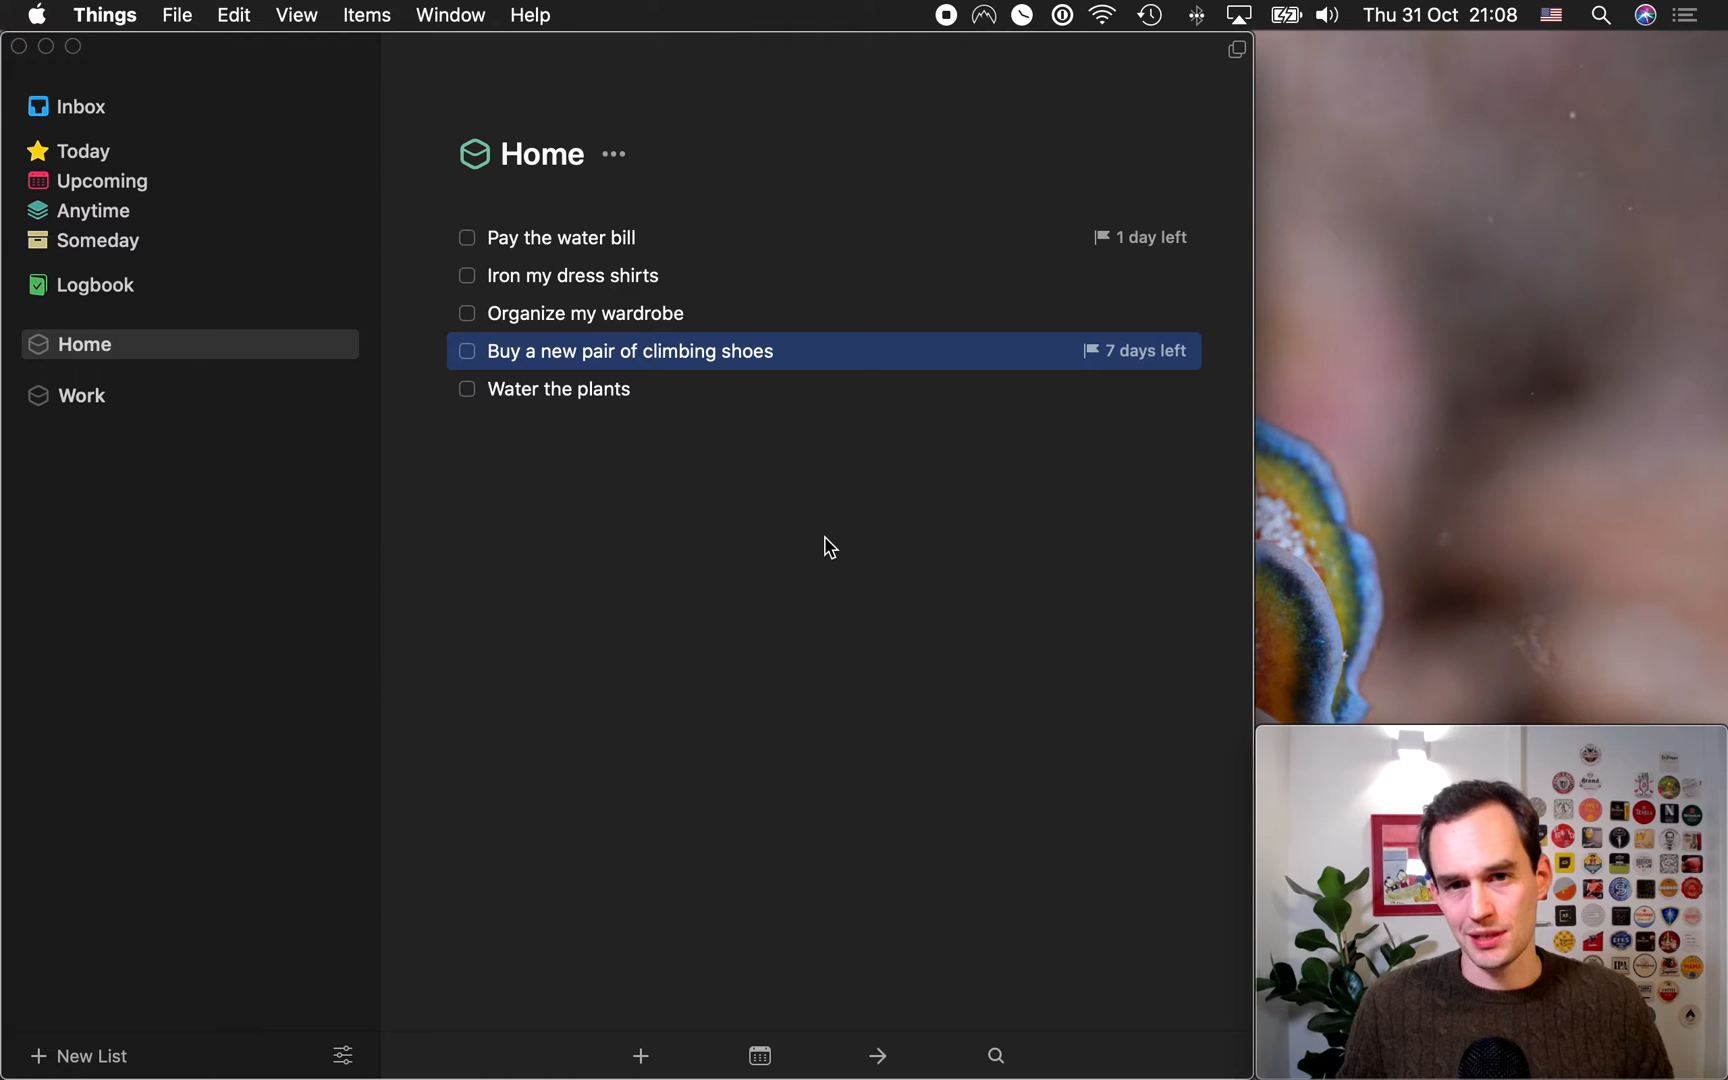 Things File Edit View Items Window Help Thu 31 Oct 21:08
Inbox
Today
Upcoming
Anytime
Someday
Logbook
Home
Work
Home
Pay the water bill 1 day left
Iron my dress shirts
Organize my wardrobe
Buy a new pair of climbing shoes 7 days left
Water the plants
IPA
New List